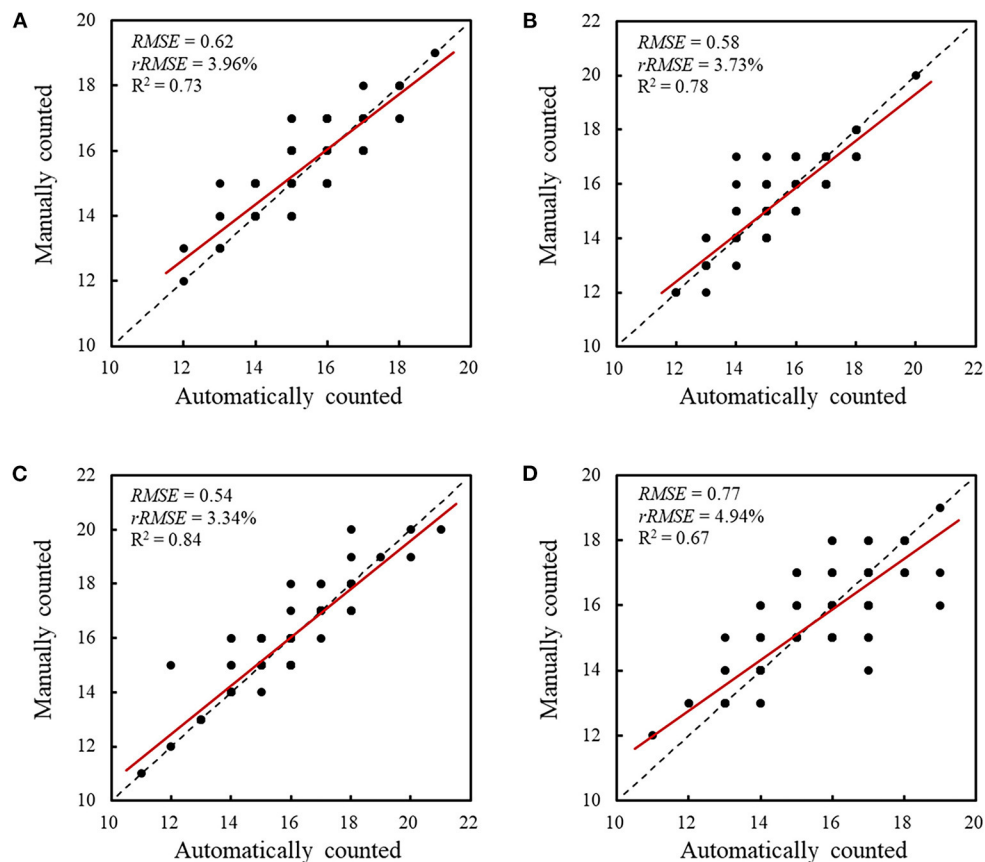 A
RMSE = 0.62
rRMSE = 3.96%
R² = 0.73
20
18
16
14
12
10
10 12 14 16 18 20
Manually counted
Automatically counted
B
RMSE = 0.58
rRMSE = 3.73%
R² = 0.78
22
20
18
16
14
12
10
10 12 14 16 18 20 22
Manually counted
Automatically counted
C
RMSE = 0.54
rRMSE = 3.34%
R² = 0.84
22
20
18
16
14
12
10
10 12 14 16 18 20 22
Manually counted
Automatically counted
D
RMSE = 0.77
rRMSE = 4.94%
R² = 0.67
20
18
16
14
12
10
10 12 14 16 18 20
Manually counted
Automatically counted